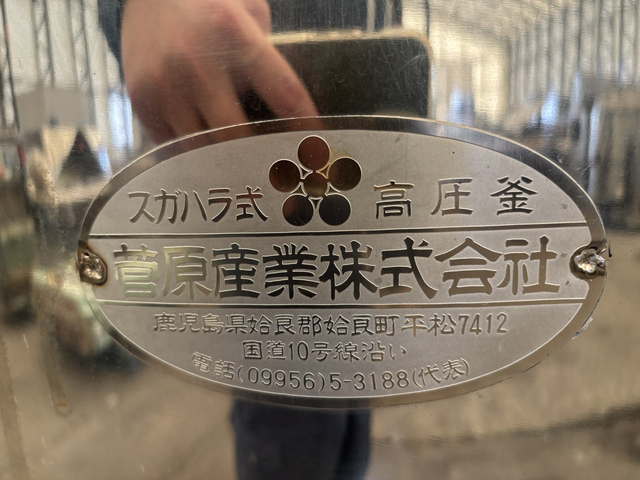 スガハラ式 高圧釜
菅原産業株式会社
鹿児島県姶良郡姶良町平松7412
国道10号線沿い
電話(09956)5-3188(代表)